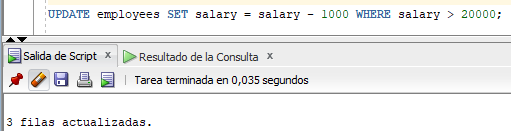 UPDATE employees SET salary = salary - 1000 WHERE salary > 20000;
Salida de Script x Resultado de la Consulta x
Tarea terminada en 0,035 segundos
3 filas actualizadas.